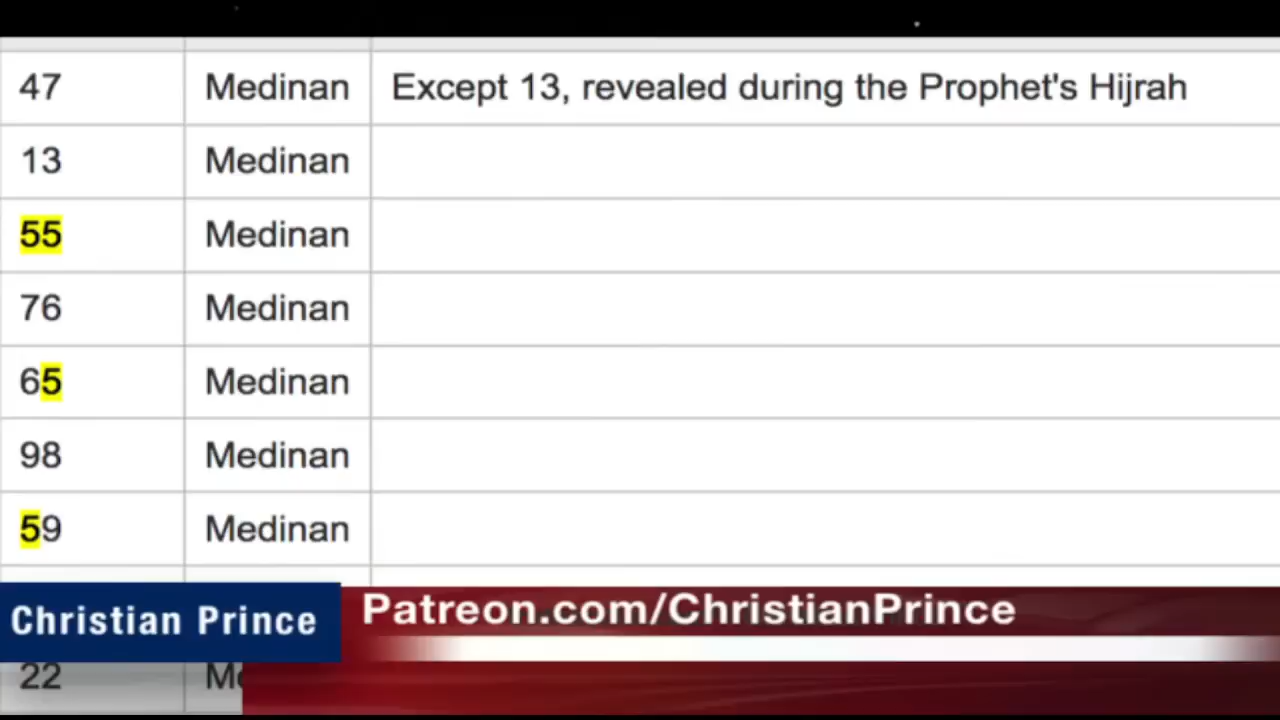 47 Medinan Except 13, revealed during the Prophet's Hijrah
13 Medinan
55 Medinan
76 Medinan
65 Medinan
98 Medinan
59 Medinan
Christian Prince Patreon.com/ChristianPrince
22